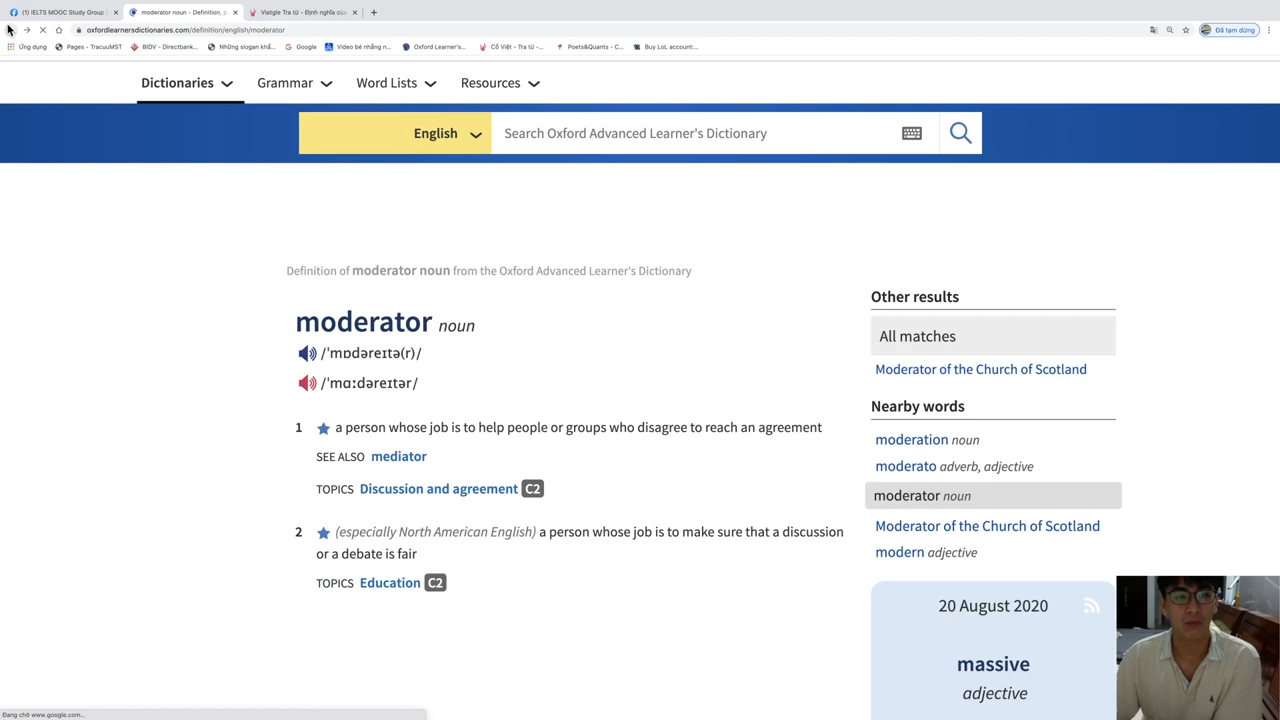 (1) IELTS MOOC Study Group
moderator noun - Definition, p
Vietgle Tra từ - Định nghĩa củ
oxfordlearnersdictionaries.com/definition/english/moderator
Đã tạm dừng
Ứng dụng
Pages - TracuuMST
BIDV - Directbank...
Những slogan khẩ...
Google
Video bé nhắng n...
Oxford Learner's...
Cồ Việt - Tra từ -...
Poets&Quants - C...
Buy LoL account:...
Dictionaries
Grammar
Word Lists
Resources
English
Search Oxford Advanced Learner's Dictionary
Definition of moderator noun from the Oxford Advanced Learner's Dictionary
moderator noun
/ˈmɒdəreɪtə(r)/
/ˈmɑːdəreɪtər/
1 a person whose job is to help people or groups who disagree to reach an agreement
SEE ALSO mediator
TOPICS Discussion and agreement C2
2 (especially North American English) a person whose job is to make sure that a discussion
or a debate is fair
TOPICS Education C2
Other results
All matches
Moderator of the Church of Scotland
Nearby words
moderation noun
moderato adverb, adjective
moderator noun
Moderator of the Church of Scotland
modern adjective
20 August 2020
massive
adjective
Đang chờ www.google.com...